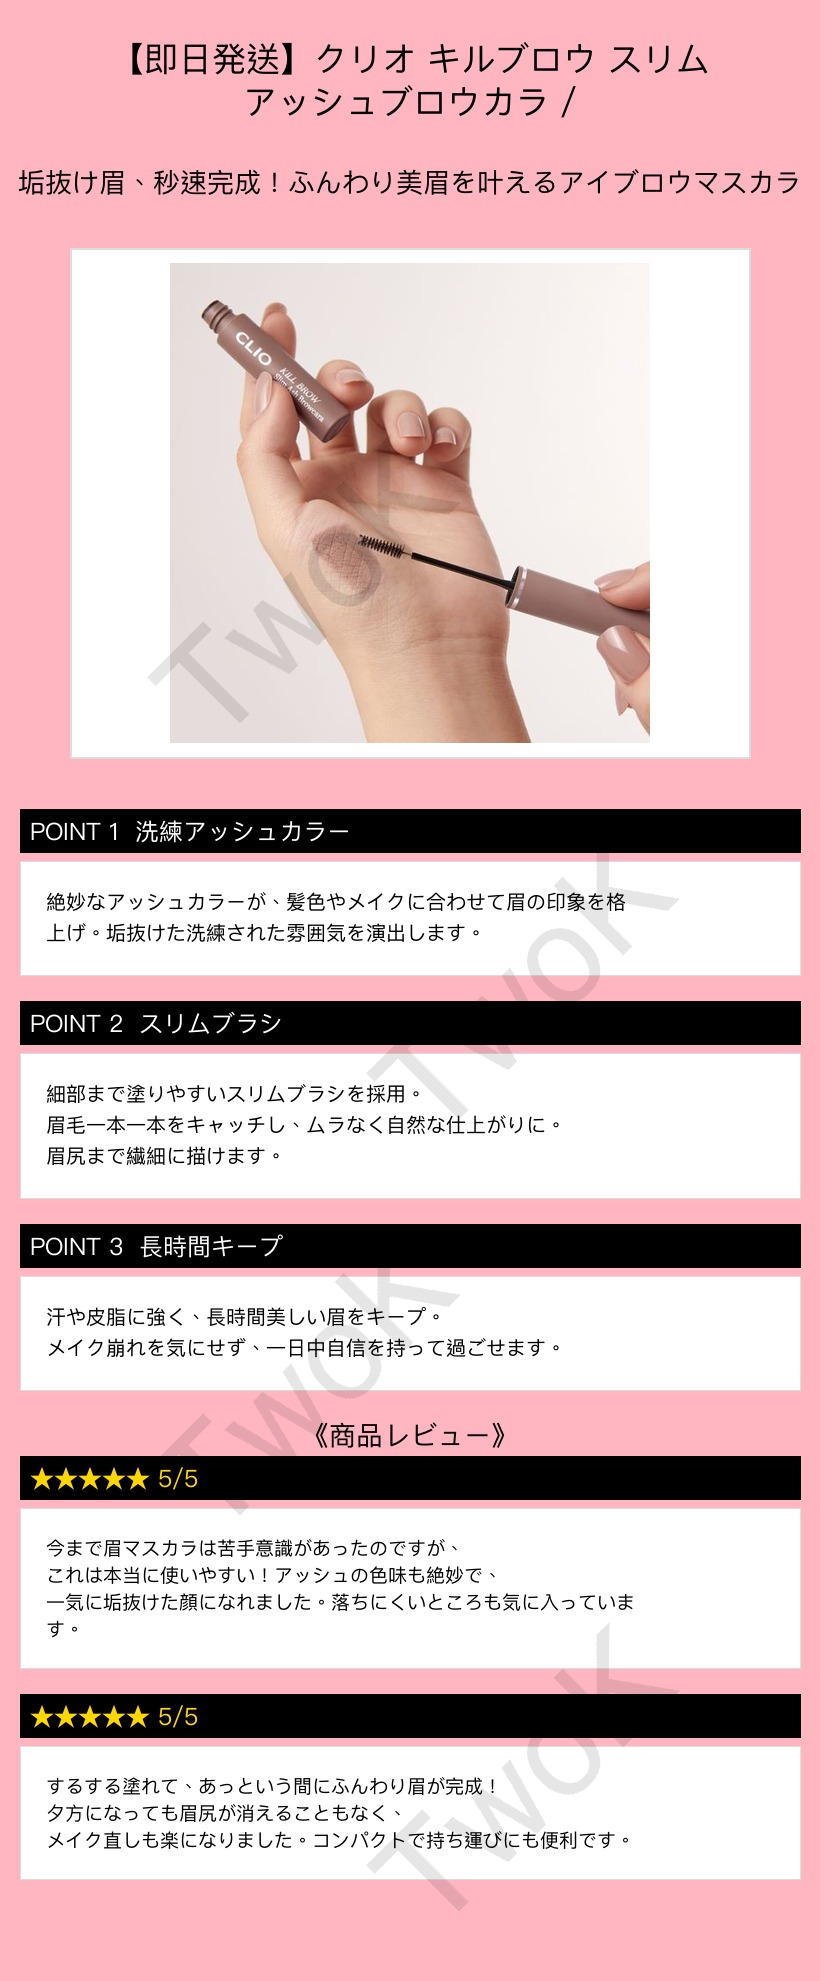 【即日発送】クリオ キルブロウ スリム
アッシュブロウカラ /
垢抜け眉、秒速完成！ふんわり美眉を叶えるアイブロウマスカラ
CLIO
KILL BROW
Slim Ash Browcara
TwoK
POINT 1 洗練アッシュカラー
絶妙なアッシュカラーが、髪色やメイクに合わせて眉の印象を格
上げ。垢抜けた洗練された雰囲気を演出します。
TwoK
POINT 2 スリムブラシ
細部まで塗りやすいスリムブラシを採用。
眉毛一本一本をキャッチし、ムラなく自然な仕上がりに。
眉尻まで繊細に描けます。
POINT 3 長時間キープ
汗や皮脂に強く、長時間美しい眉をキープ。
メイク崩れを気にせず、一日中自信を持って過ごせます。
TwoK
《商品レビュー》
★★★★★ 5/5
今まで眉マスカラは苦手意識があったのですが、
これは本当に使いやすい！アッシュの色味も絶妙で、
一気に垢抜けた顔になれました。落ちにくいところも気に入っていま
す。
★★★★★ 5/5
するする塗れて、あっという間にふんわり眉が完成！
夕方になっても眉尻が消えることもなく、
メイク直しも楽になりました。コンパクトで持ち運びにも便利です。
TwoK